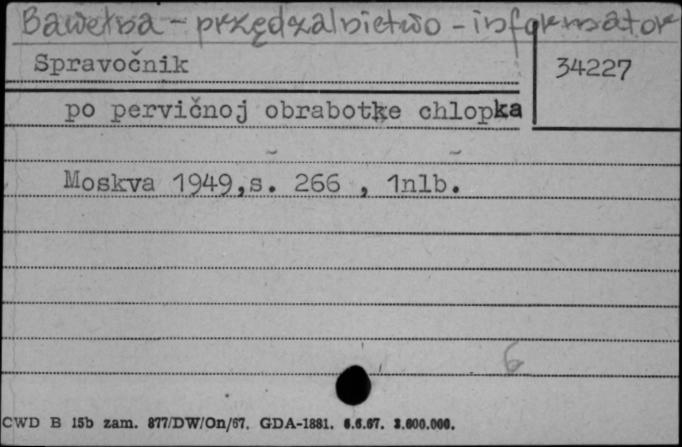 Bawełna - przędzalnictwo - informator
Spravočnik
34227
po pervičnoj obrabotke chlopka
Moskva 1949,s. 266 , 1nlb.
6
CWD B 15b zam. 877/DW/On/67. GDA-1881. 6.6.67. 2.600.000.